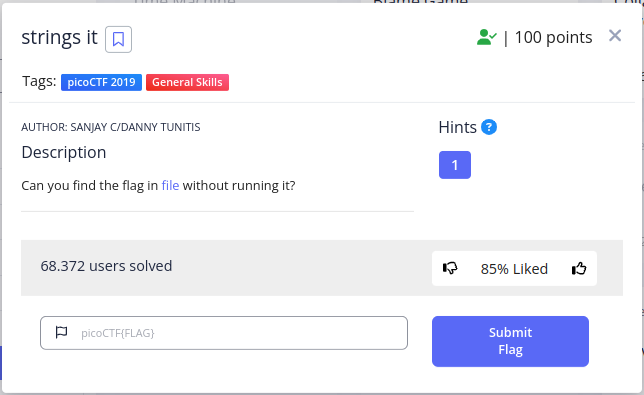 strings it
| 100 points
Tags: picoCTF 2019 General Skills
AUTHOR: SANJAY C/DANNY TUNITIS
Hints ?
Description
1
Can you find the flag in file without running it?
68.372 users solved
85% Liked
picoCTF{FLAG}
Submit
Flag